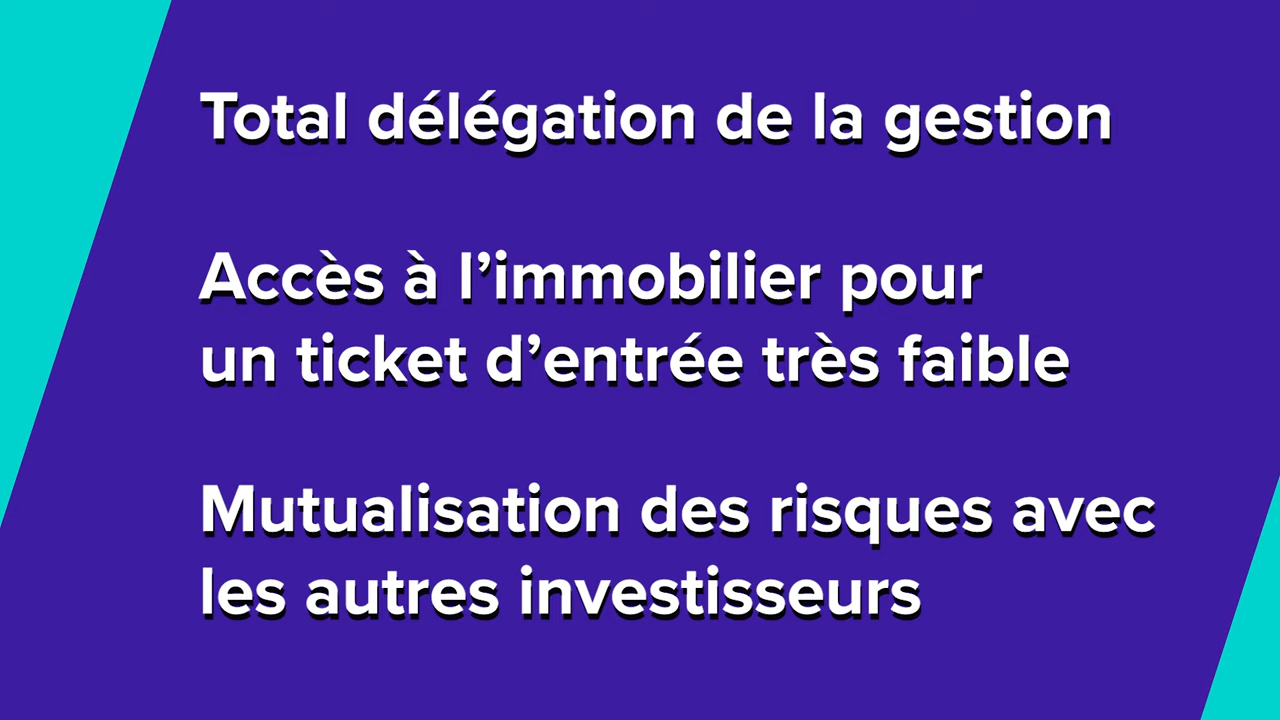 Total délégation de la gestion
Accès à l’immobilier pour
un ticket d’entrée très faible
Mutualisation des risques avec
les autres investisseurs